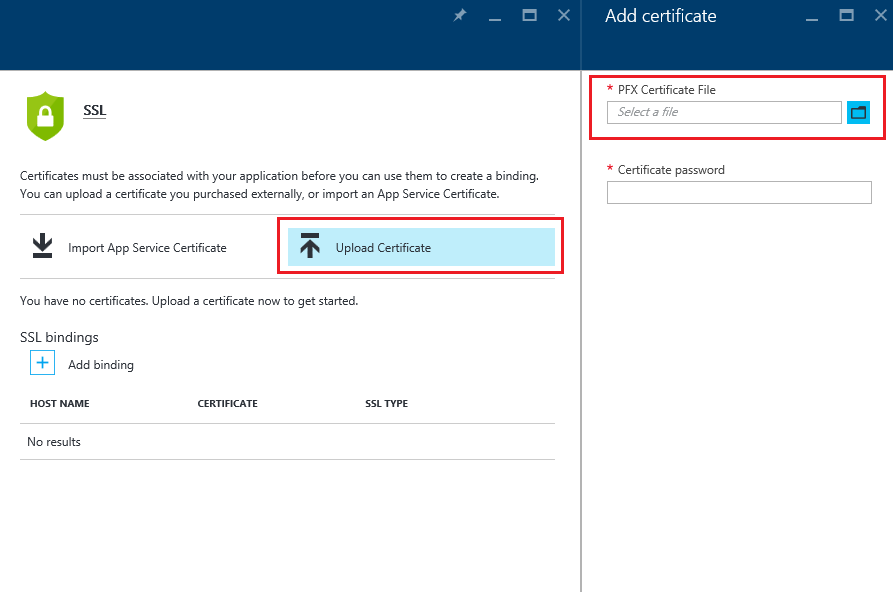 SSL
Certificates must be associated with your application before you can use them to create a binding.
You can upload a certificate you purchased externally, or import an App Service Certificate.
Import App Service Certificate
Upload Certificate
You have no certificates. Upload a certificate now to get started.
SSL bindings
Add binding
HOST NAME CERTIFICATE SSL TYPE
No results
Add certificate
* PFX Certificate File
Select a file
* Certificate password